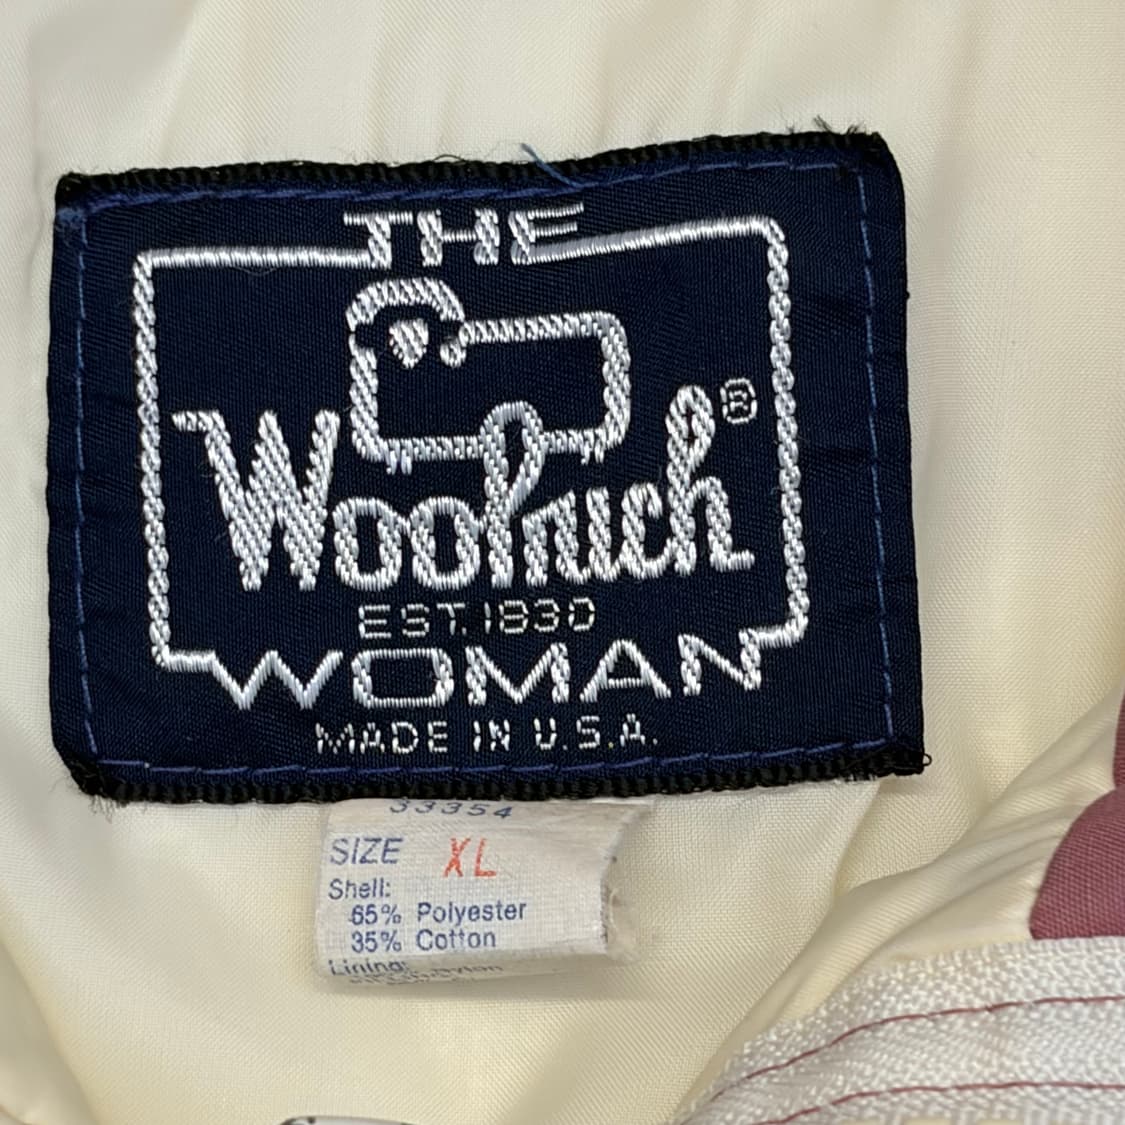 THE
Woolrich®
EST. 1830
WOMAN
MADE IN U.S.A.
33354
SIZE XL
Shell:
65% Polyester
35% Cotton
Lining: